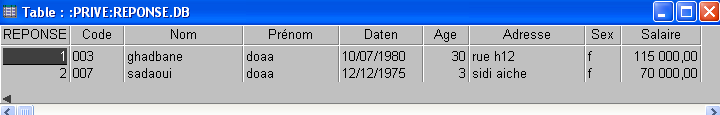 Table : :PRIVE:REPONSE.DB
REPONSE Code Nom Prénom Daten Age Adresse Sex Salaire
1 003 ghadbane doaa 10/07/1980 30 rue h12 f 115 000,00
2 007 sadaoui doaa 12/12/1975 3 sidi aiche f 70 000,00